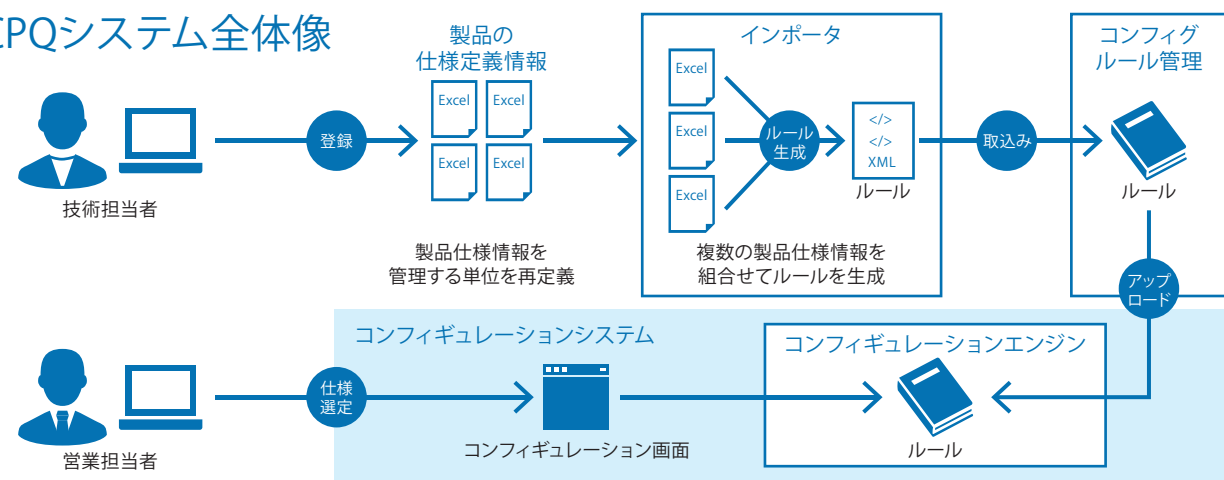 CPQシステム全体像
製品の
仕様定義情報
インポータ
コンフィグ
ルール管理
Excel
Excel
Excel
Excel
Excel
Excel
Excel
登録
ルール
生成
</>
</>
XML
ルール
取込み
ルール
技術担当者
製品仕様情報を
管理する単位を再定義
複数の製品仕様情報を
組合せてルールを生成
アップ
ロード
コンフィギュレーションシステム
コンフィギュレーションエンジン
仕様
選定
コンフィギュレーション画面
ルール
営業担当者